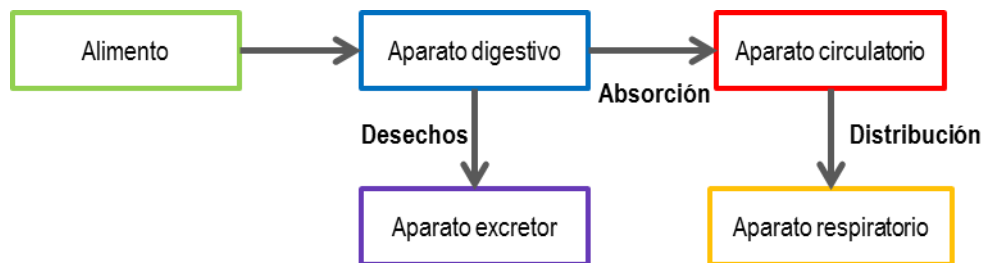 Alimento
Aparato digestivo
Aparato circulatorio
Absorción
Desechos
Distribución
Aparato excretor
Aparato respiratorio